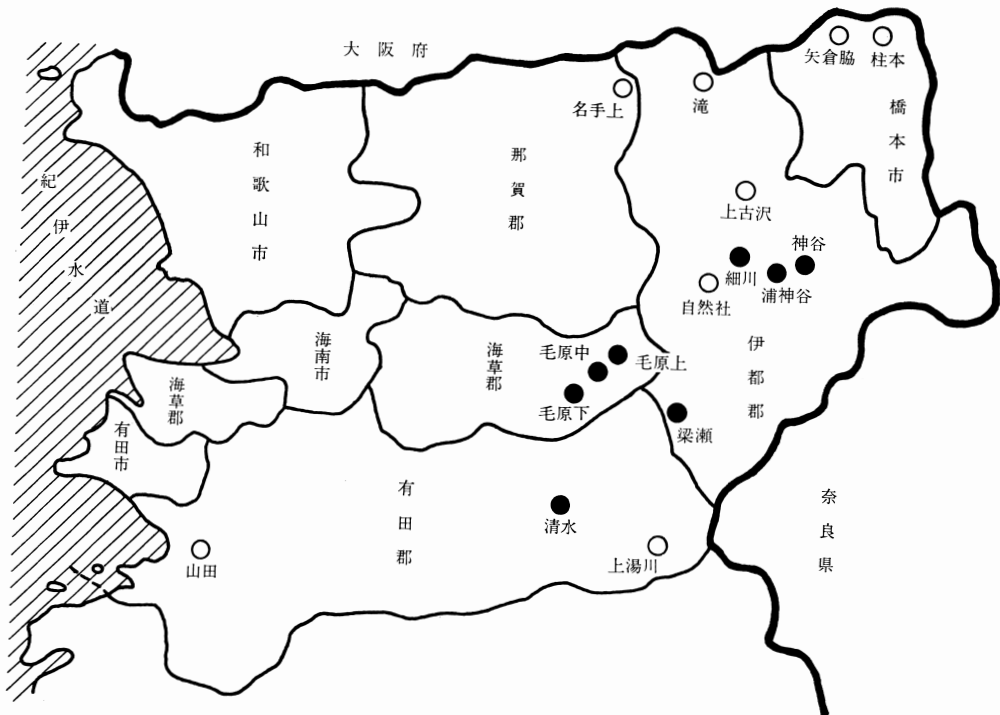 大阪府
矢倉脇
柱本
名手上
滝
橋本市
和歌山市
那賀郡
紀伊水道
上古沢
神谷
細川
浦神谷
自然社
海南市
海草郡
毛原中
毛原上
伊都郡
海草郡
毛原下
有田市
梁瀬
有田郡
清水
奈良県
山田
上湯川